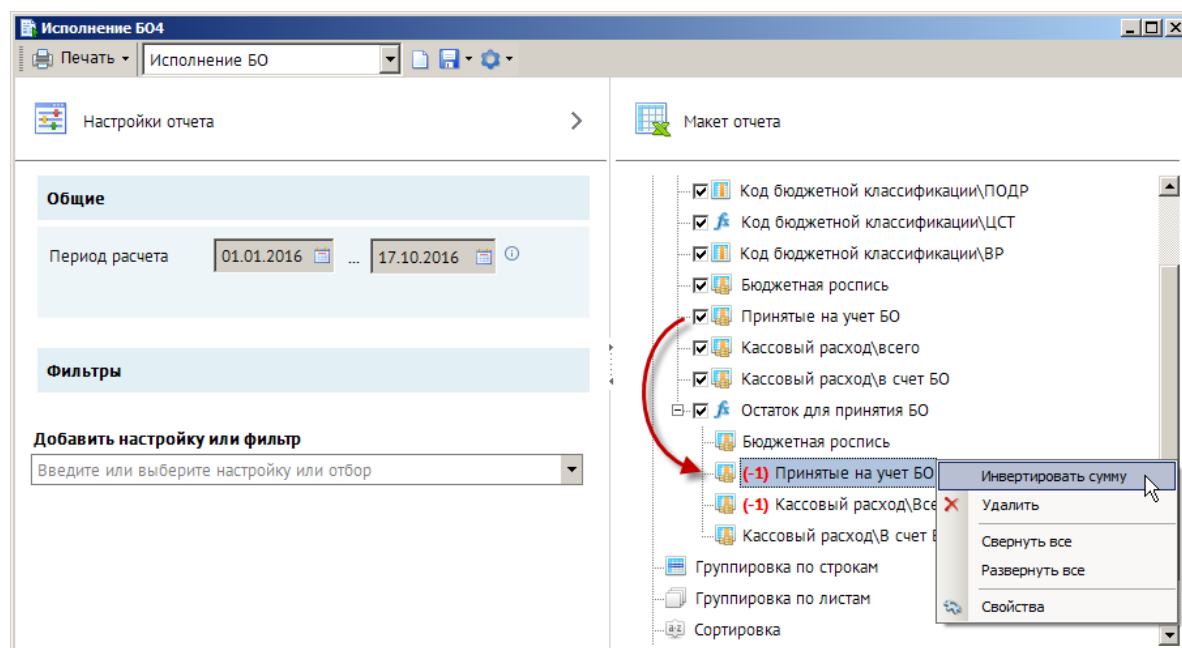 Исполнение БО4
Печать
Исполнение БО
Настройки отчета
Общие
Период расчета 01.01.2016 ... 17.10.2016
Фильтры
Добавить настройку или фильтр
Введите или выберите настройку или отбор
Макет отчета
Код бюджетной классификации\ПОДР
Код бюджетной классификации\ЦСТ
Код бюджетной классификации\ВР
Бюджетная роспись
Принятые на учет БО
Кассовый расход\всего
Кассовый расход\в счет БО
Остаток для принятия БО
Бюджетная роспись
(-1) Принятые на учет БО
(-1) Кассовый расход\Все
Кассовый расход\В счет
Группировка по строкам
Группировка по листам
Сортировка
Инвертировать сумму
Удалить
Свернуть все
Развернуть все
Свойства